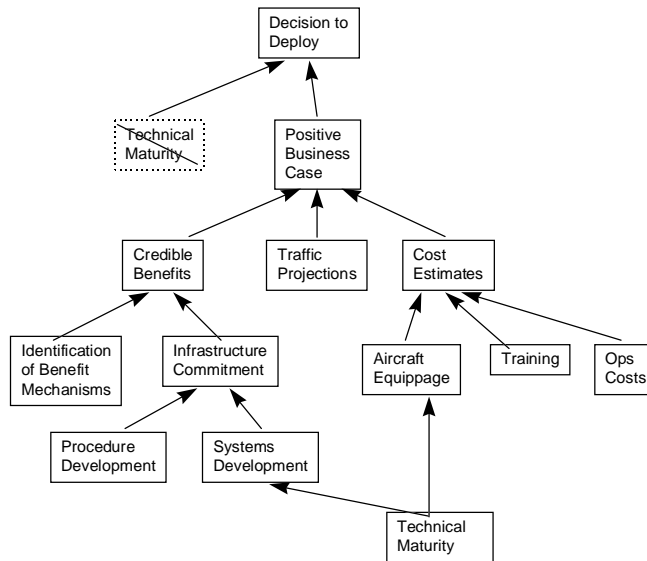 Decision to
Deploy
Technical
Maturity
Positive
Business
Case
Credible
Benefits
Traffic
Projections
Cost
Estimates
Identification
of Benefit
Mechanisms
Infrastructure
Commitment
Aircraft
Equippage
Training
Ops
Costs
Procedure
Development
Systems
Development
Technical
Maturity